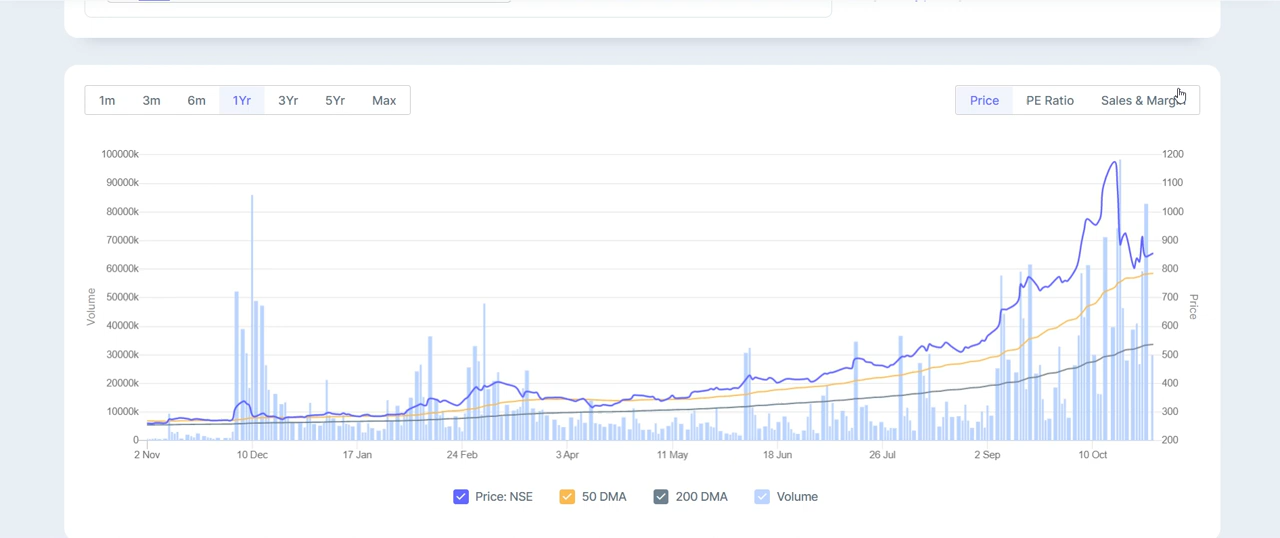 1m 3m 6m 1Yr 3Yr 5Yr Max
Price PE Ratio Sales &
100000k 1200
90000k 1100
80000k 1000
70000k 900
60000k 800
50000k 700
40000k 600
30000k 500
20000k 400
10000k 300
0 200
Volume
Price
2 Nov 10 Dec 17 Jan 24 Feb 3 Apr 11 May 18 Jun 26 Jul 2 Sep 10 Oct
Price: NSE 50 DMA 200 DMA Volume